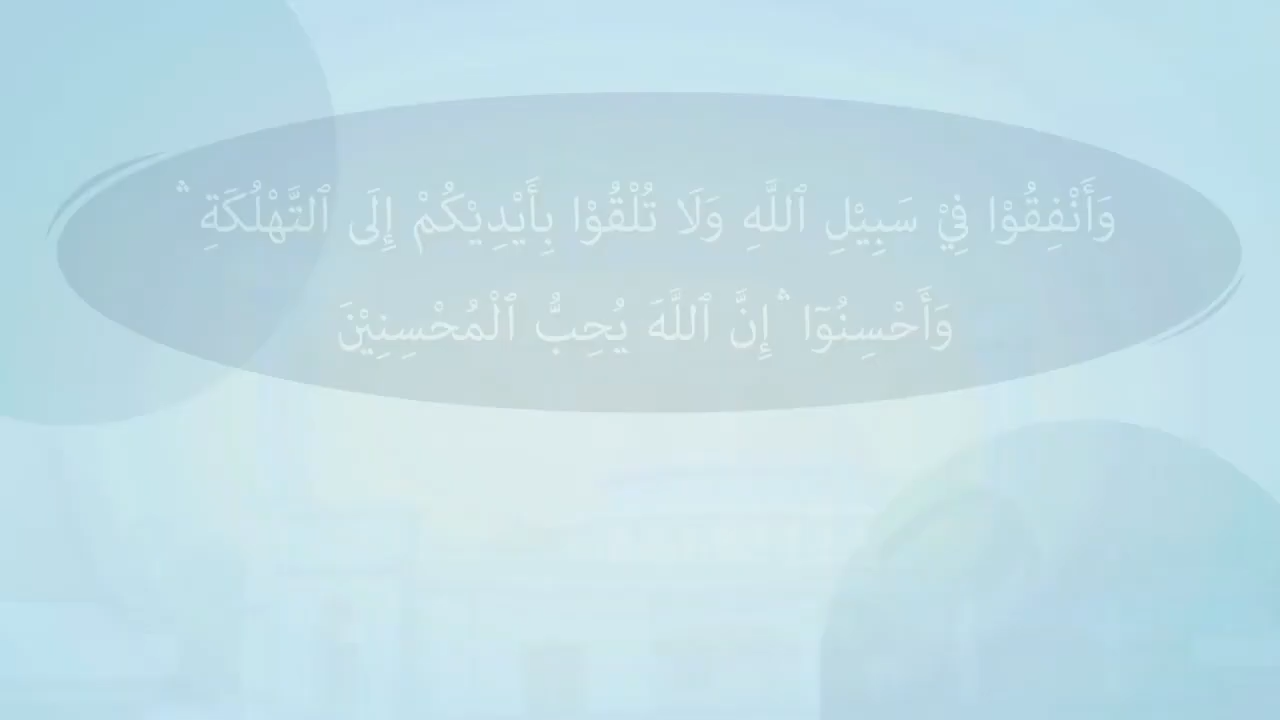 وَأَنْفِقُوْا فِيْ سَبِيْلِ ٱللَّهِ وَلَا تُلْقُوْا بِأَيْدِيْكُمْ إِلَى ٱلتَّهْلُكَةِ ۛ
وَأَحْسِنُوَٓا ۛ إِنَّ ٱللَّهَ يُحِبُّ ٱلْمُحْسِنِيْنَ